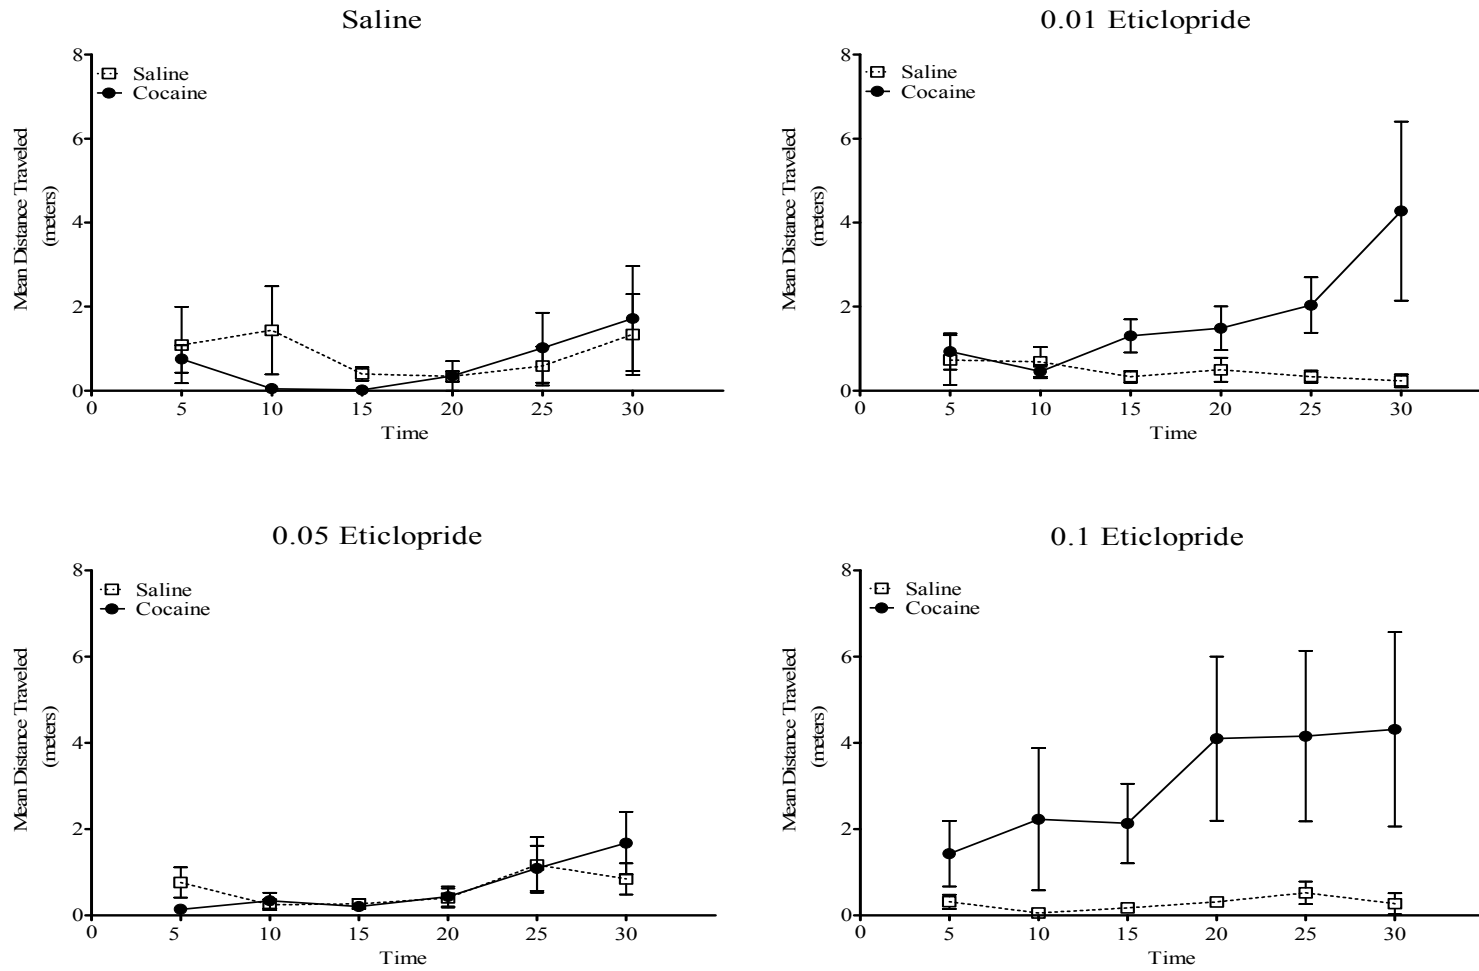 Saline
8
6
4
2
0
Mean Distance Traveled
(meters)
Saline
Cocaine
0 5 10 15 20 25 30
Time
0.01 Eticlopride
8
6
4
2
0
Mean Distance Traveled
(meters)
Saline
Cocaine
0 5 10 15 20 25 30
Time
0.05 Eticlopride
8
6
4
2
0
Mean Distance Traveled
(meters)
Saline
Cocaine
0 5 10 15 20 25 30
Time
0.1 Eticlopride
8
6
4
2
0
Mean Distance Traveled
(meters)
Saline
Cocaine
0 5 10 15 20 25 30
Time